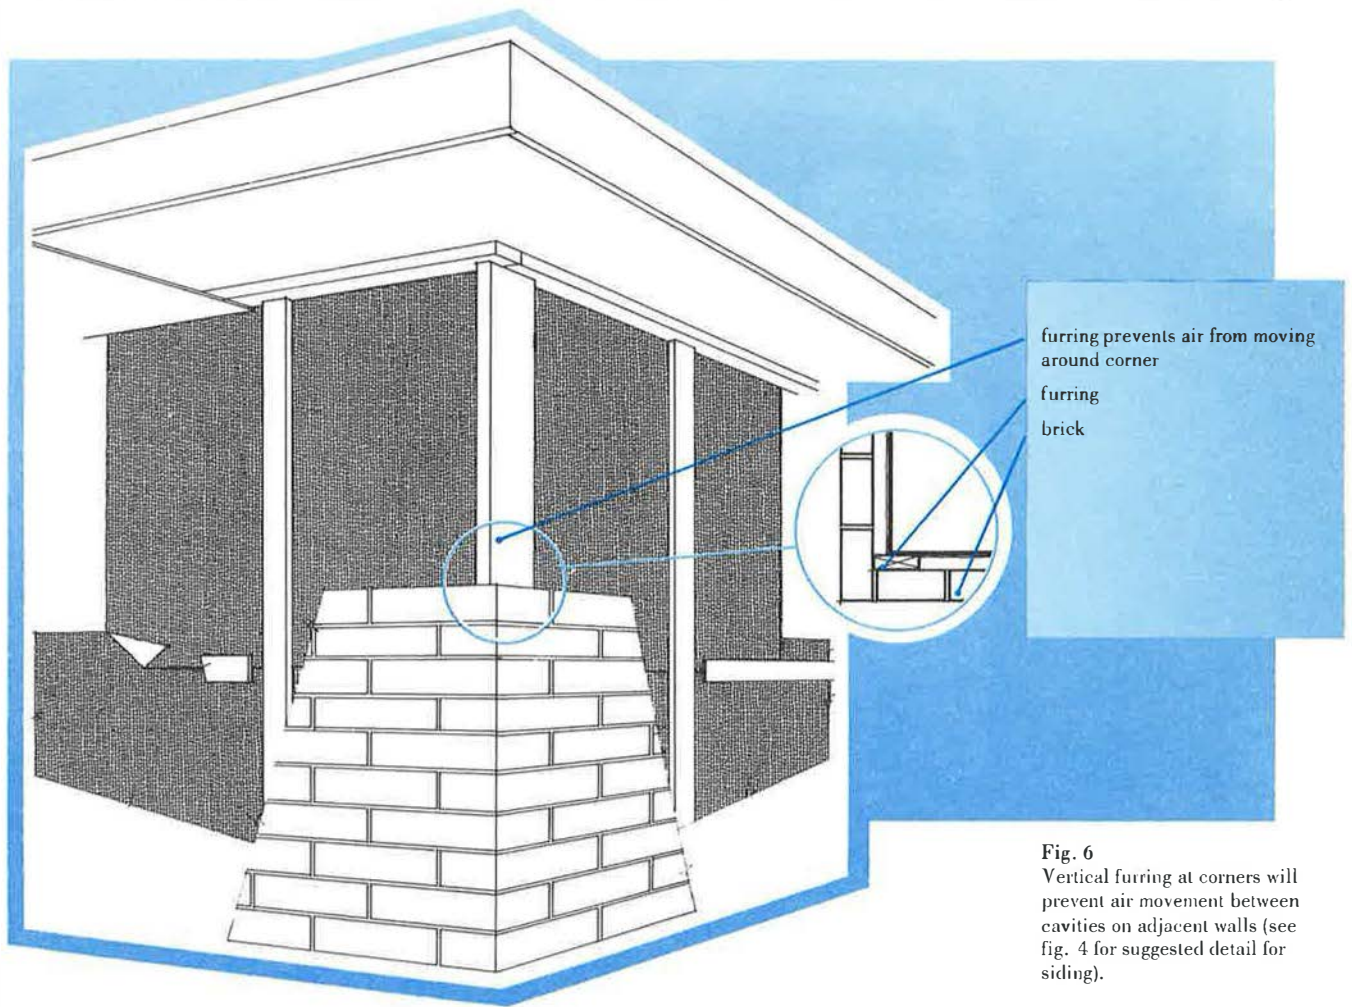 furring prevents air from moving
around corner
furring
brick
Fig. 6
Vertical furring at corners will
prevent air movement between
cavities on adjacent walls (see
fig. 4 for suggested detail for
siding).